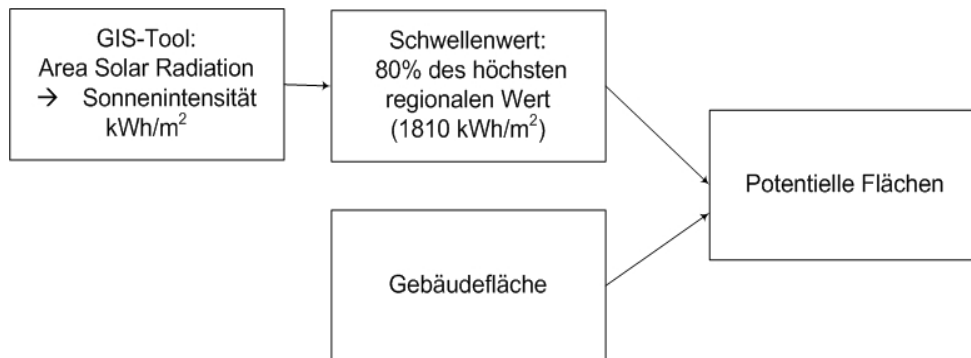 GIS-Tool:
Area Solar Radiation
→ Sonnenintensität
kWh/m²
Schwellenwert:
80% des höchsten
regionalen Wert
(1810 kWh/m²)
Potentielle Flächen
Gebäudefläche